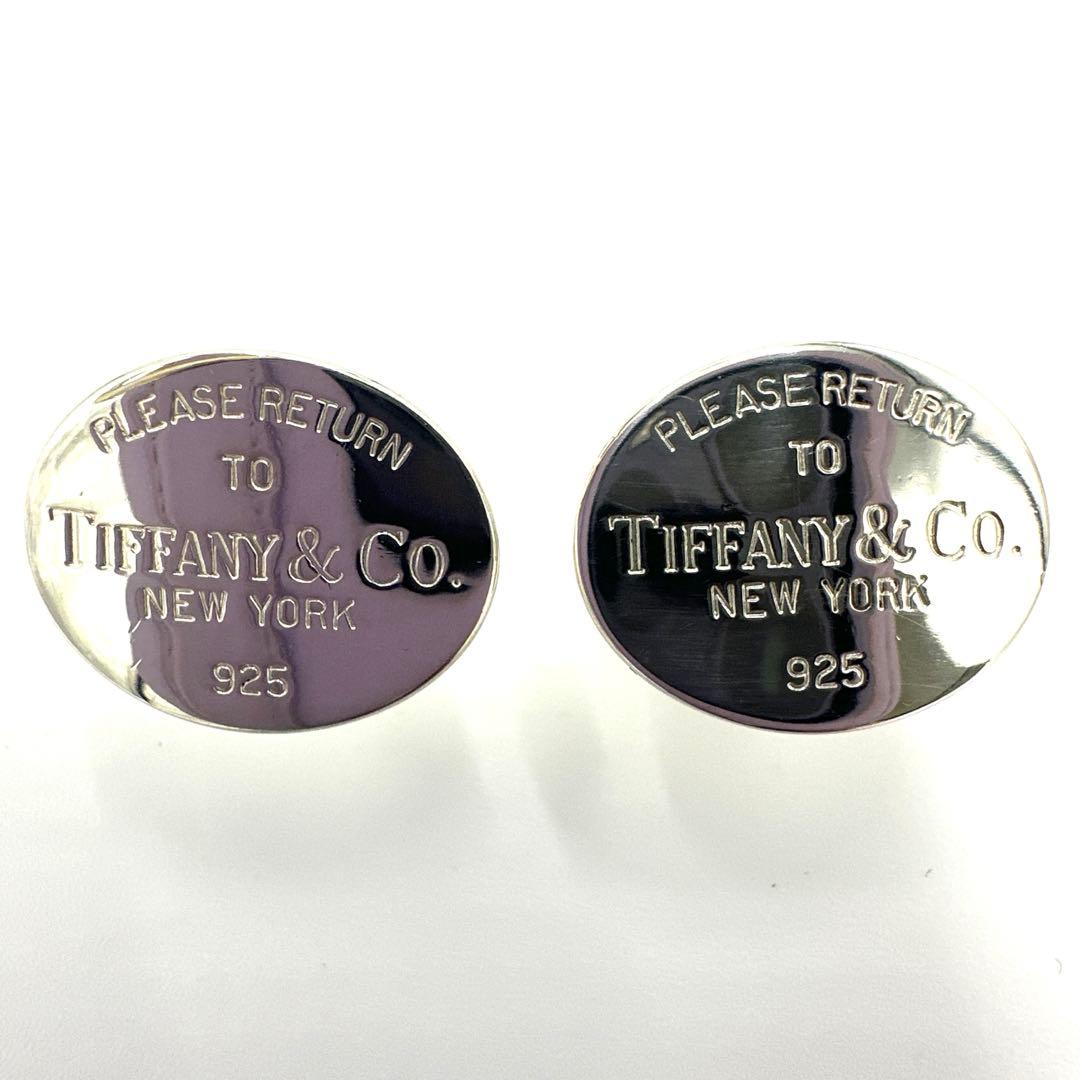 PLEASE RETURN
TO
TIFFANY & CO.
NEW YORK
925
PLEASE RETURN
TO
TIFFANY & CO.
NEW YORK
925